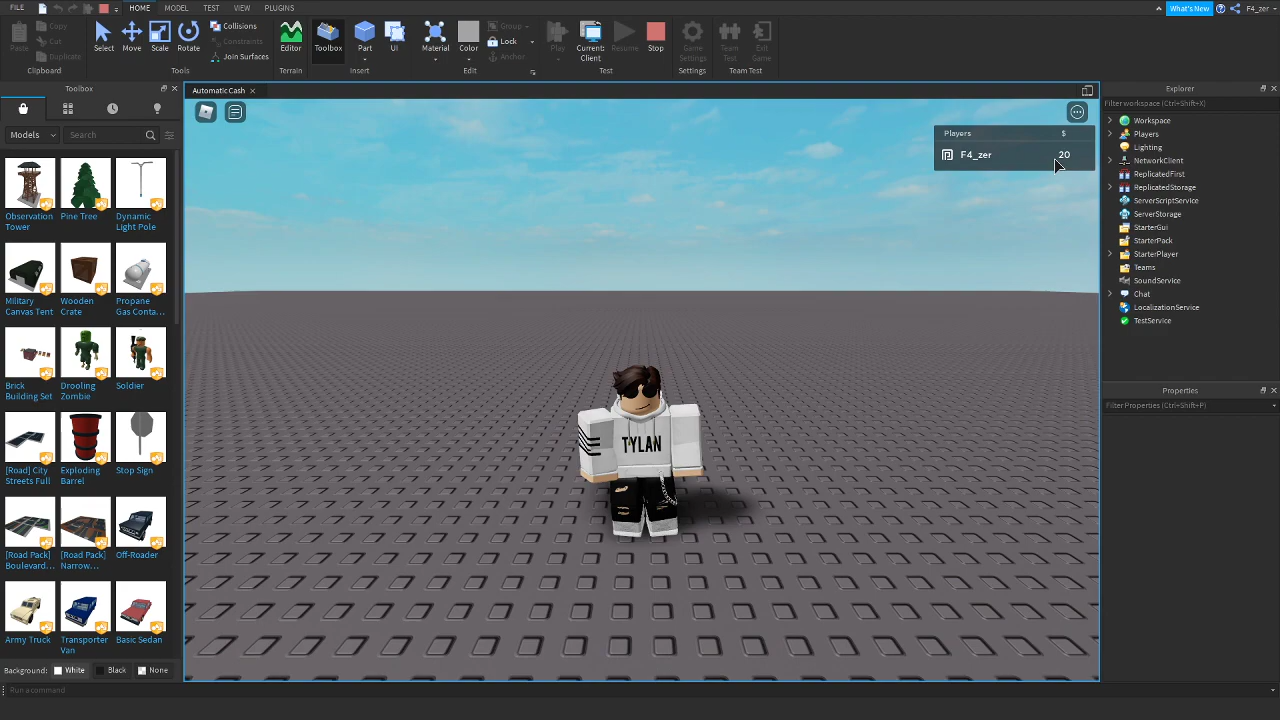 FILE HOME MODEL TEST VIEW PLUGINS What's New F4_zer
Paste Copy Cut Duplicate Select Move Scale Rotate Collisions Constraints Join Surfaces Editor Toolbox Part UI Material Color Group Lock Anchor Play Current: Client Resume Stop Game Settings Team Test Exit Game
Clipboard Tools Terrain Insert Edit Test Settings Team Test
Toolbox
Models Search
Observation Tower
Pine Tree
Dynamic Light Pole
Military Canvas Tent
Wooden Crate
Propane Gas Conta...
Brick Building Set
Drooling Zombie
Soldier
[Road] City Streets Full
Exploding Barrel
Stop Sign
[Road Pack] Boulevard...
[Road Pack] Narrow...
Off-Roader
Army Truck
Transporter Van
Basic Sedan
Background: White Black None
Run a command
AutomaticCash
Players $
F4_zer 20
TYLAN
Explorer
Filter workspace (Ctrl+Shift+X)
Workspace
Players
Lighting
NetworkClient
ReplicatedFirst
ReplicatedStorage
ServerScriptService
ServerStorage
StarterGui
StarterPack
StarterPlayer
Teams
SoundService
Chat
LocalizationService
TestService
Properties
Filter Properties (Ctrl+Shift+P)